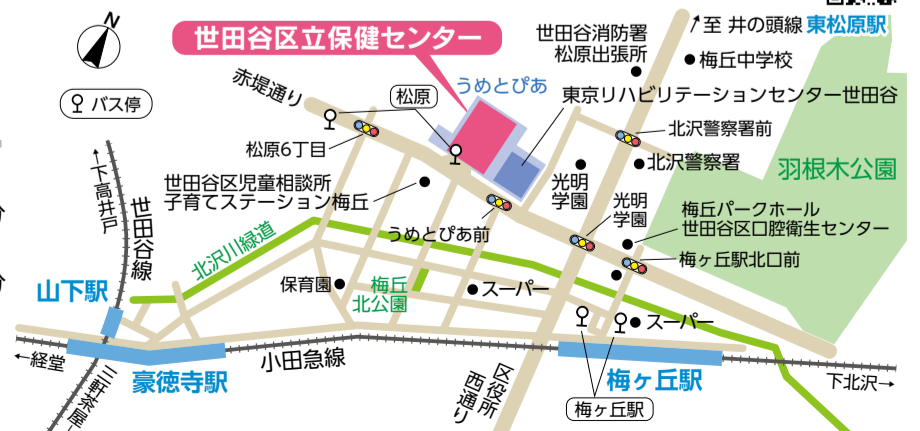 N
バス停
世田谷区立保健センター
世田谷消防署
松原出張所
至 井の頭線 東松原駅
梅丘中学校
赤堤通り
松原
うめとぴあ
東京リハビリテーションセンター世田谷
松原6丁目
北沢警察署前
北沢警察署
羽根木公園
世田谷区児童相談所
子育てステーション梅丘
光明
学園
光明
学園
梅丘パークホール
世田谷区口腔衛生センター
うめとぴあ前
梅ヶ丘駅北口前
←下高井戸
世田谷線
北沢川緑道
保育園
梅丘
北公園
スーパー
スーパー
山下駅
←経堂
豪徳寺駅
小田急線
梅ヶ丘駅
下北沢→
三軒茶屋→
区役所
西通り
梅ヶ丘駅